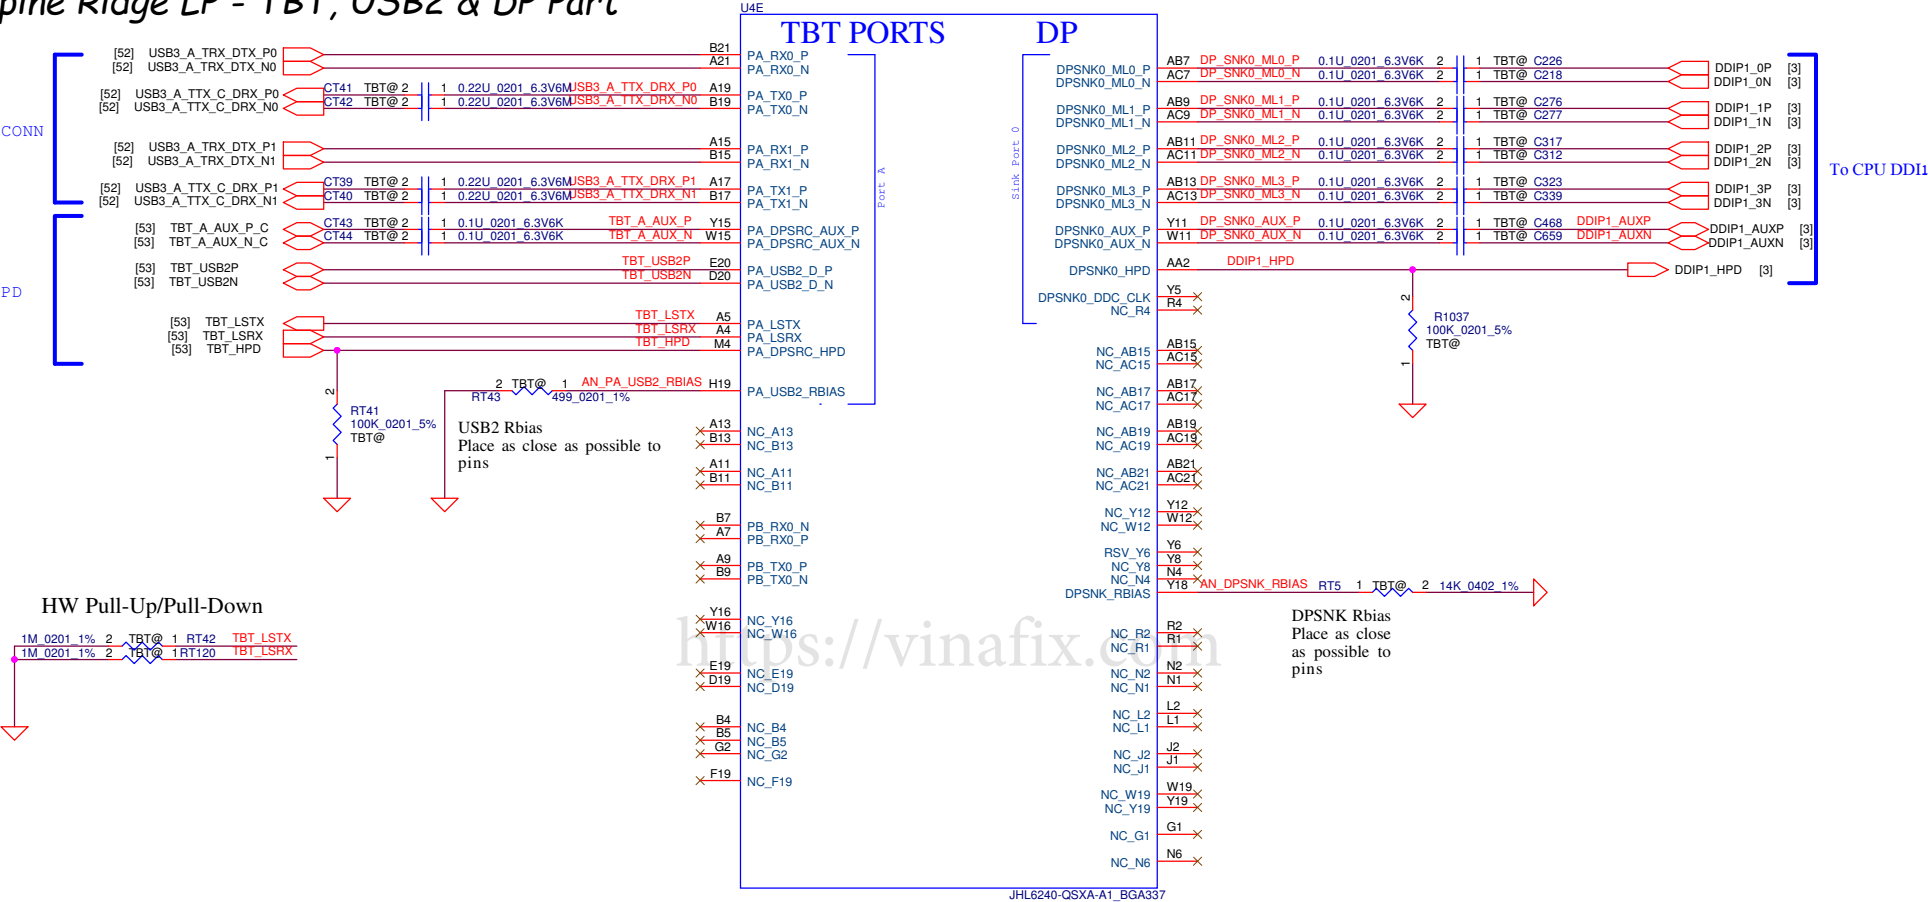 pine Ridge LP - TBT, USB2 & DP Part
U4E
TBT PORTS
DP
CONN
PD
[52] USB3_A_TRX_DTX_P0
[52] USB3_A_TRX_DTX_N0
B21 PA_RX0_P
A21 PA_RX0_N
[52] USB3_A_TTX_C_DRX_P0 CT41 TBT@ 2 1 0.22U_0201_6.3V6M USB3_A_TTX_DRX_P0 A19 PA_TX0_P
[52] USB3_A_TTX_C_DRX_N0 CT42 TBT@ 2 1 0.22U_0201_6.3V6M USB3_A_TTX_DRX_N0 B19 PA_TX0_N
[52] USB3_A_TRX_DTX_P1 A15 PA_RX1_P
[52] USB3_A_TRX_DTX_N1 B15 PA_RX1_N
[52] USB3_A_TTX_C_DRX_P1 CT39 TBT@ 2 1 0.22U_0201_6.3V6M USB3_A_TTX_DRX_P1 A17 PA_TX1_P
[52] USB3_A_TTX_C_DRX_N1 CT40 TBT@ 2 1 0.22U_0201_6.3V6M USB3_A_TTX_DRX_N1 B17 PA_TX1_N
[53] TBT_A_AUX_P_C CT43 TBT@ 2 1 0.1U_0201_6.3V6K TBT_A_AUX_P Y15 PA_DPSRC_AUX_P
[53] TBT_A_AUX_N_C CT44 TBT@ 2 1 0.1U_0201_6.3V6K TBT_A_AUX_N W15 PA_DPSRC_AUX_N
[53] TBT_USB2P TBT_USB2P E20 PA_USB2_D_P
[53] TBT_USB2N TBT_USB2N D20 PA_USB2_D_N
[53] TBT_LSTX TBT_LSTX A5 PA_LSTX
[53] TBT_LSRX TBT_LSRX A4 PA_LSRX
[53] TBT_HPD TBT_HPD M4 PA_DPSRC_HPD
2 TBT@ 1 AN_PA_USB2_RBIAS H19 PA_USB2_RBIAS
RT43 499_0201_1%
2
RT41
100K_0201_5%
TBT@
1
USB2 Rbias
Place as close as possible to
pins
Port A
A13 NC_A13
B13 NC_B13
A11 NC_A11
B11 NC_B11
B7 PB_RX0_N
A7 PB_RX0_P
A9 PB_TX0_P
B9 PB_TX0_N
Y16 NC_Y16
W16 NC_W16
E19 NC_E19
D19 NC_D19
B4 NC_B4
B5 NC_B5
G2 NC_G2
F19 NC_F19
HW Pull-Up/Pull-Down
1M_0201_1% 2 TBT@ 1 RT42 TBT_LSTX
1M_0201_1% 2 TBT@ 1 RT120 TBT_LSRX
Sink Port 0
DPSNK0_ML0_P AB7 DP_SNK0_ML0_P 0.1U_0201_6.3V6K 2 1 TBT@ C226 DDIP1_0P [3]
DPSNK0_ML0_N AC7 DP_SNK0_ML0_N 0.1U_0201_6.3V6K 2 1 TBT@ C218 DDIP1_0N [3]
DPSNK0_ML1_P AB9 DP_SNK0_ML1_P 0.1U_0201_6.3V6K 2 1 TBT@ C276 DDIP1_1P [3]
DPSNK0_ML1_N AC9 DP_SNK0_ML1_N 0.1U_0201_6.3V6K 2 1 TBT@ C277 DDIP1_1N [3]
DPSNK0_ML2_P AB11 DP_SNK0_ML2_P 0.1U_0201_6.3V6K 2 1 TBT@ C317 DDIP1_2P [3]
DPSNK0_ML2_N AC11 DP_SNK0_ML2_N 0.1U_0201_6.3V6K 2 1 TBT@ C312 DDIP1_2N [3]
DPSNK0_ML3_P AB13 DP_SNK0_ML3_P 0.1U_0201_6.3V6K 2 1 TBT@ C323 DDIP1_3P [3]
DPSNK0_ML3_N AC13 DP_SNK0_ML3_N 0.1U_0201_6.3V6K 2 1 TBT@ C339 DDIP1_3N [3]
DPSNK0_AUX_P Y11 DP_SNK0_AUX_P 0.1U_0201_6.3V6K 2 1 TBT@ C468 DDIP1_AUXP DDIP1_AUXP [3]
DPSNK0_AUX_N W11 DP_SNK0_AUX_N 0.1U_0201_6.3V6K 2 1 TBT@ C659 DDIP1_AUXN DDIP1_AUXN [3]
DPSNK0_HPD AA2 DDIP1_HPD DDIP1_HPD [3]
To CPU DDI1
DPSNK0_DDC_CLK Y5
NC_R4 R4
2
R1037
100K_0201_5%
TBT@
1
NC_AB15 AB15
NC_AC15 AC15
NC_AB17 AB17
NC_AC17 AC17
NC_AB19 AB19
NC_AC19 AC19
NC_AB21 AB21
NC_AC21 AC21
NC_Y12 Y12
NC_W12 W12
RSV_Y6 Y6
NC_Y8 Y8
NC_N4 N4
DPSNK_RBIAS Y18 AN_DPSNK_RBIAS RT5 1 TBT@ 2 14K_0402_1%
DPSNK Rbias
Place as close
as possible to
pins
NC_R2 R2
NC_R1 R1
NC_N2 N2
NC_N1 N1
NC_L2 L2
NC_L1 L1
NC_J2 J2
NC_J1 J1
NC_W19 W19
NC_Y19 Y19
NC_G1 G1
NC_N6 N6
JHL6240-QSXA-A1_BGA337
https://vinafix.com